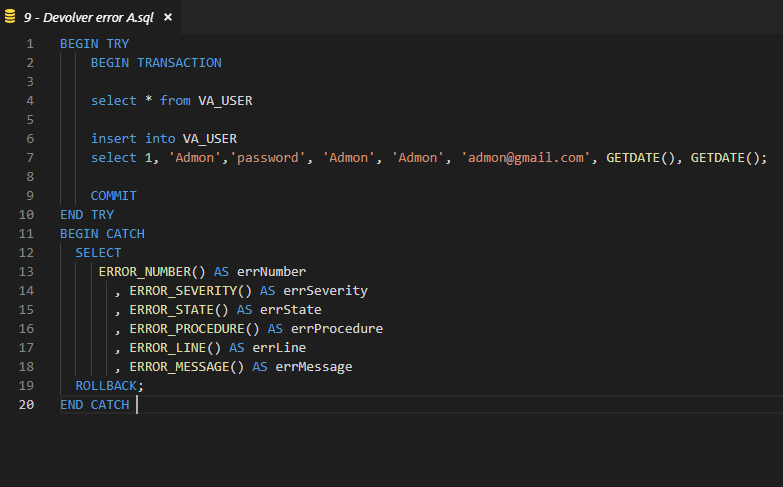 9 - Devolver error A.sql ×
1 BEGIN TRY
2 BEGIN TRANSACTION
3
4 select * from VA_USER
5
6 insert into VA_USER
7 select 1, 'Admon','password', 'Admon', 'Admon', 'admon@gmail.com', GETDATE(), GETDATE();
8
9 COMMIT
10 END TRY
11 BEGIN CATCH
12 SELECT
13 ERROR_NUMBER() AS errNumber
14 , ERROR_SEVERITY() AS errSeverity
15 , ERROR_STATE() AS errState
16 , ERROR_PROCEDURE() AS errProcedure
17 , ERROR_LINE() AS errLine
18 , ERROR_MESSAGE() AS errMessage
19 ROLLBACK;
20 END CATCH